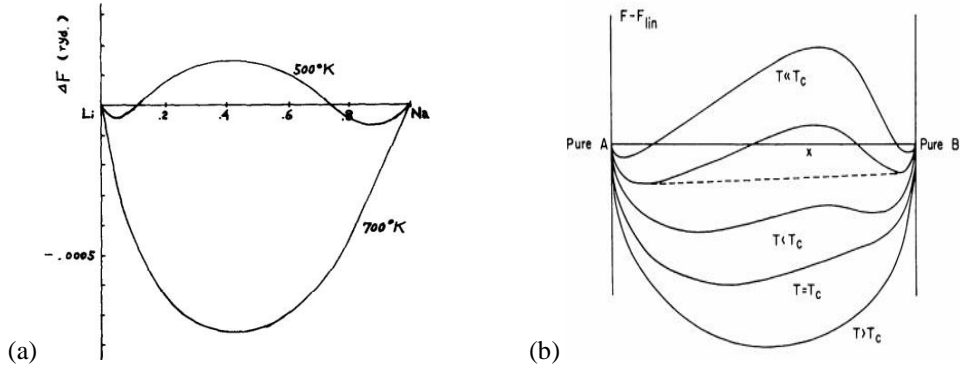 ΔF (ryd.)
500°K
Li .2 .4 .6 .8 Na
700°K
-.0005
(a)
F-F_lin
T«T_c
Pure A x Pure B
T<T_c
T=T_c
T>T_c
(b)